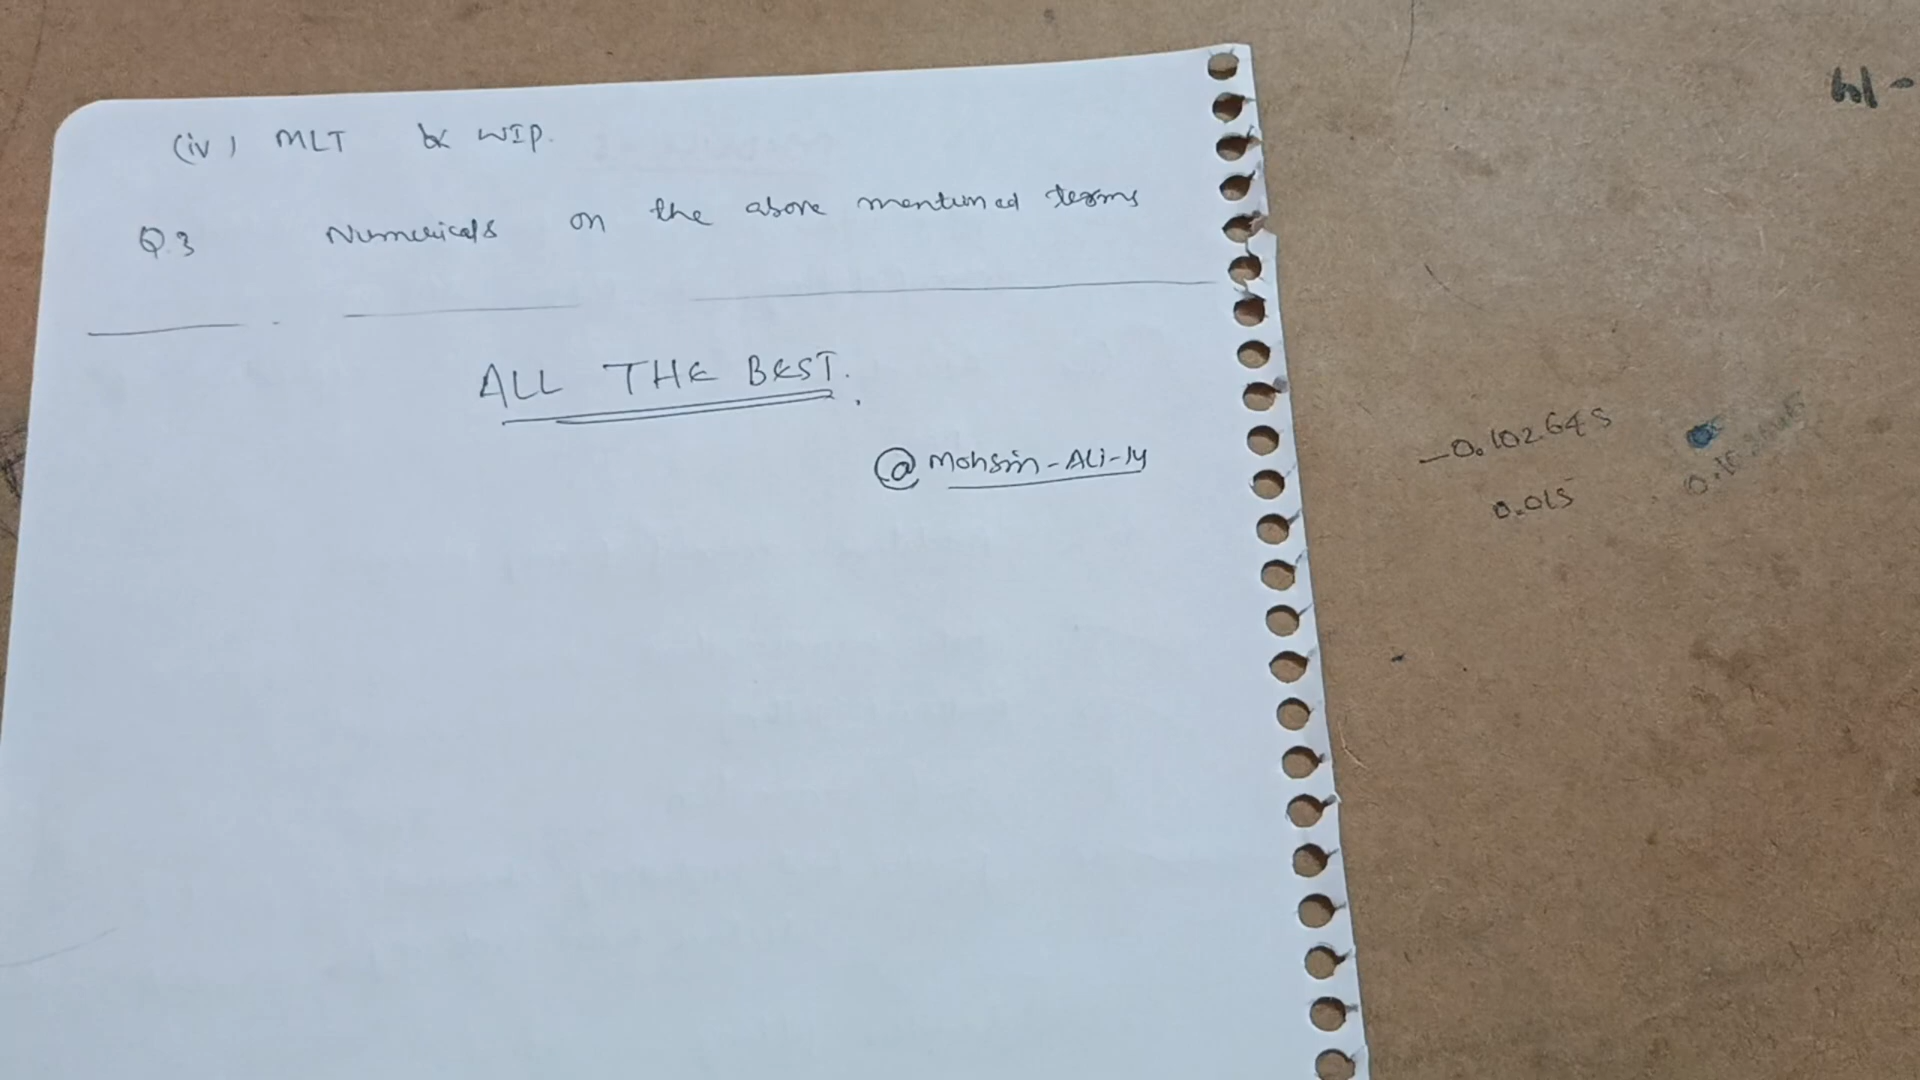 (iv) MLT & WIP.
Q.3 Numericals on the above mentioned terms
ALL THE BEST.
@Mohsin-Ali-14
-0.102645
0.015